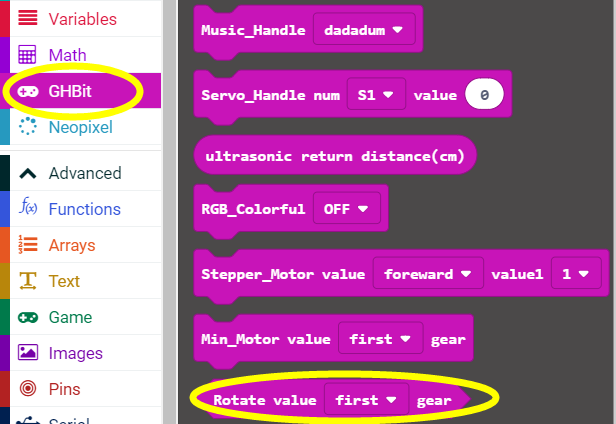 Variables
Math
GHBit
Neopixel
Advanced
Functions
Arrays
Text
Game
Images
Pins
Serial
Music_Handle dadadum
Servo_Handle num S1 value 0
ultrasonic return distance(cm)
RGB_Colorful OFF
Stepper_Motor value foreward value1 1
Min_Motor value first gear
Rotate value first gear